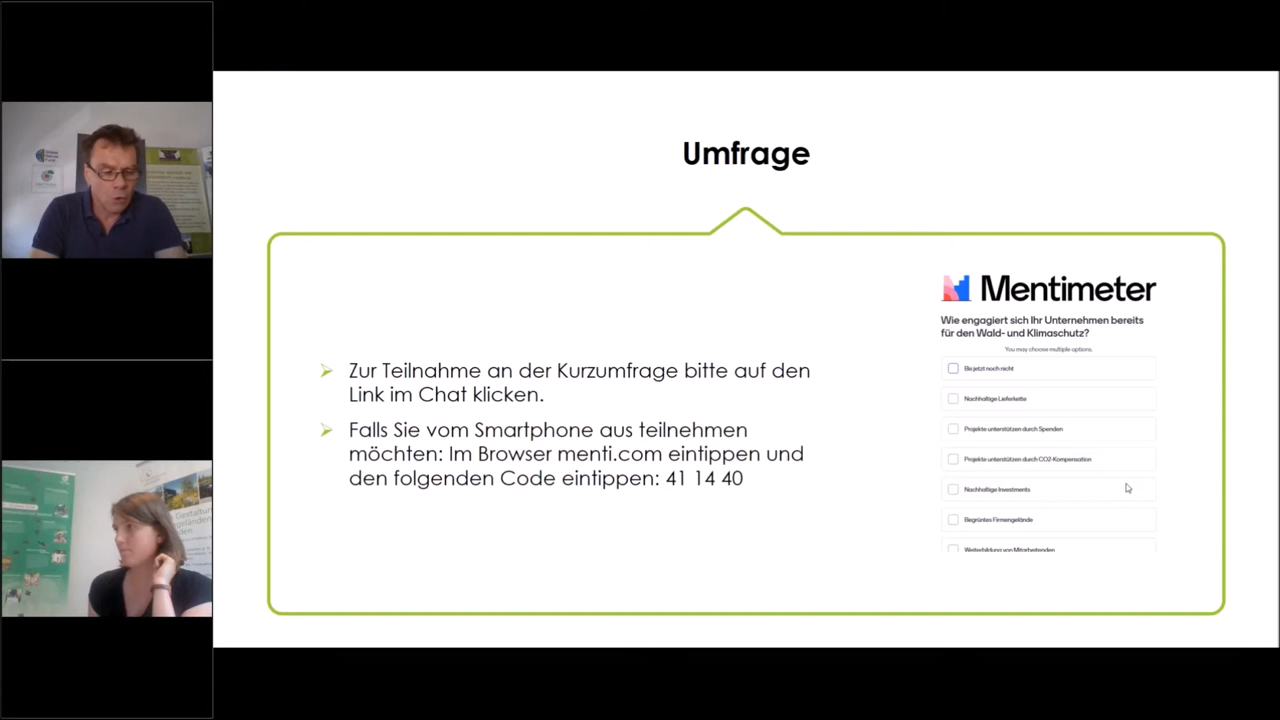 Umfrage
Zur Teilnahme an der Kurzumfrage bitte auf den
Link im Chat klicken.
Falls Sie vom Smartphone aus teilnehmen
möchten: Im Browser menti.com eintippen und
den folgenden Code eintippen: 41 14 40
Mentimeter
Wie engagiert sich Ihr Unternehmen bereits
für den Wald- und Klimaschutz?
You may choose multiple options.
Bis jetzt noch nicht
Nachhaltige Lieferkette
Projekte unterstützen durch Spenden
Projekte unterstützen durch CO2-Kompensation
Nachhaltige Investments
Begrüntes Firmengelände
Weiterbildung von Mitarbeitenden